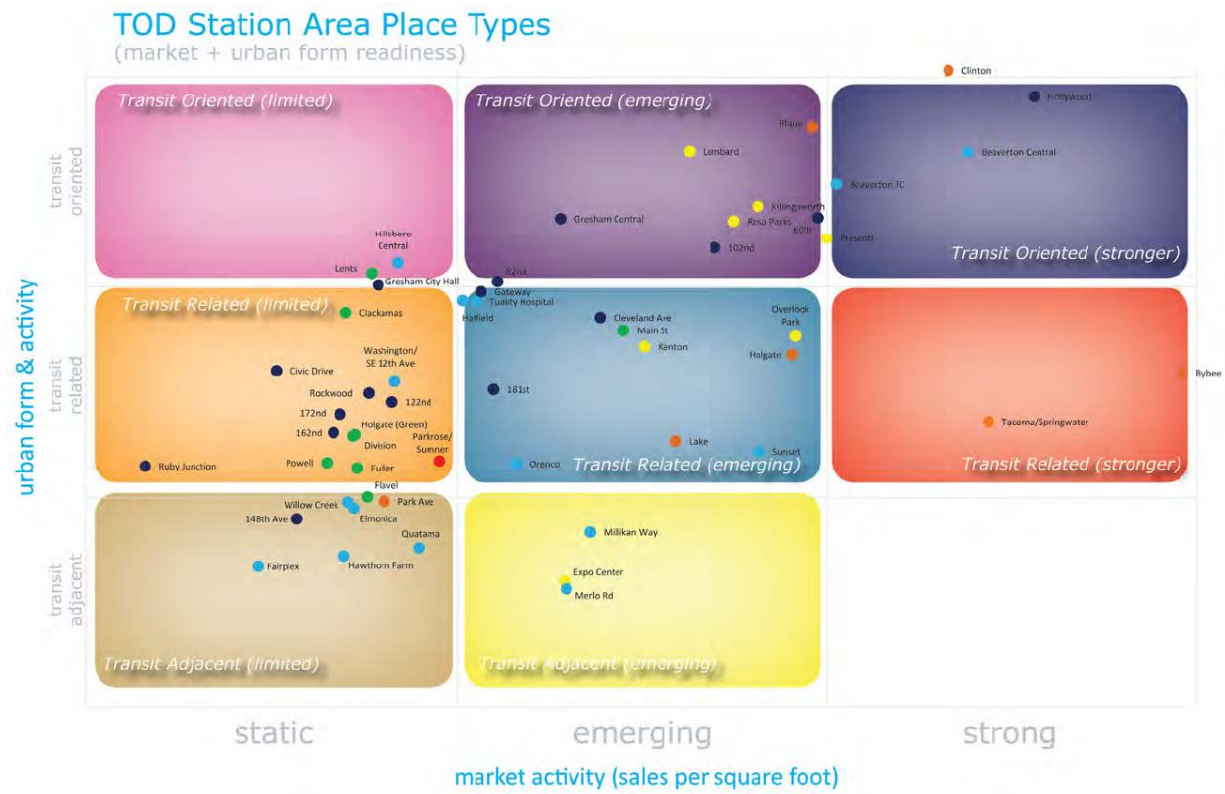 TOD Station Area Place Types
(market + urban form readiness)
Clinton
Transit Oriented (limited)
Transit Oriented (emerging)
Hollywood
Rhine
Lombard
Beaverton Central
Beaverton TC
Killingsworth
Gresham Central
Rosa Parks
60th
Prescott
102nd
Transit Oriented (stronger)
Hillsboro
Central
Lents
Gresham City Hall
82nd
Gateway
Tuality Hospital
Hatfield
Transit Related (limited)
Clackamas
Cleveland Ave
Main St
Kenton
Overlook
Park
Holgate
Washington/
SE 12th Ave
Civic Drive
Rockwood
122nd
181st
Bybee
172nd
Holgate (Green)
162nd
Division
Parkrose/
Sumner
Tacoma/Springwater
Lake
Sunset
Ruby Junction
Powell
Fuller
Orenco
Transit Related (emerging)
Transit Related (stronger)
Flavel
Willow Creek
Park Ave
148th Ave
Elmonica
Quatama
Millikan Way
Fairplex
Hawthorn Farm
Expo Center
Merlo Rd
Transit Adjacent (limited)
Transit Adjacent (emerging)
urban form & activity
transit
oriented
transit
related
transit
adjacent
static
emerging
strong
market activity (sales per square foot)